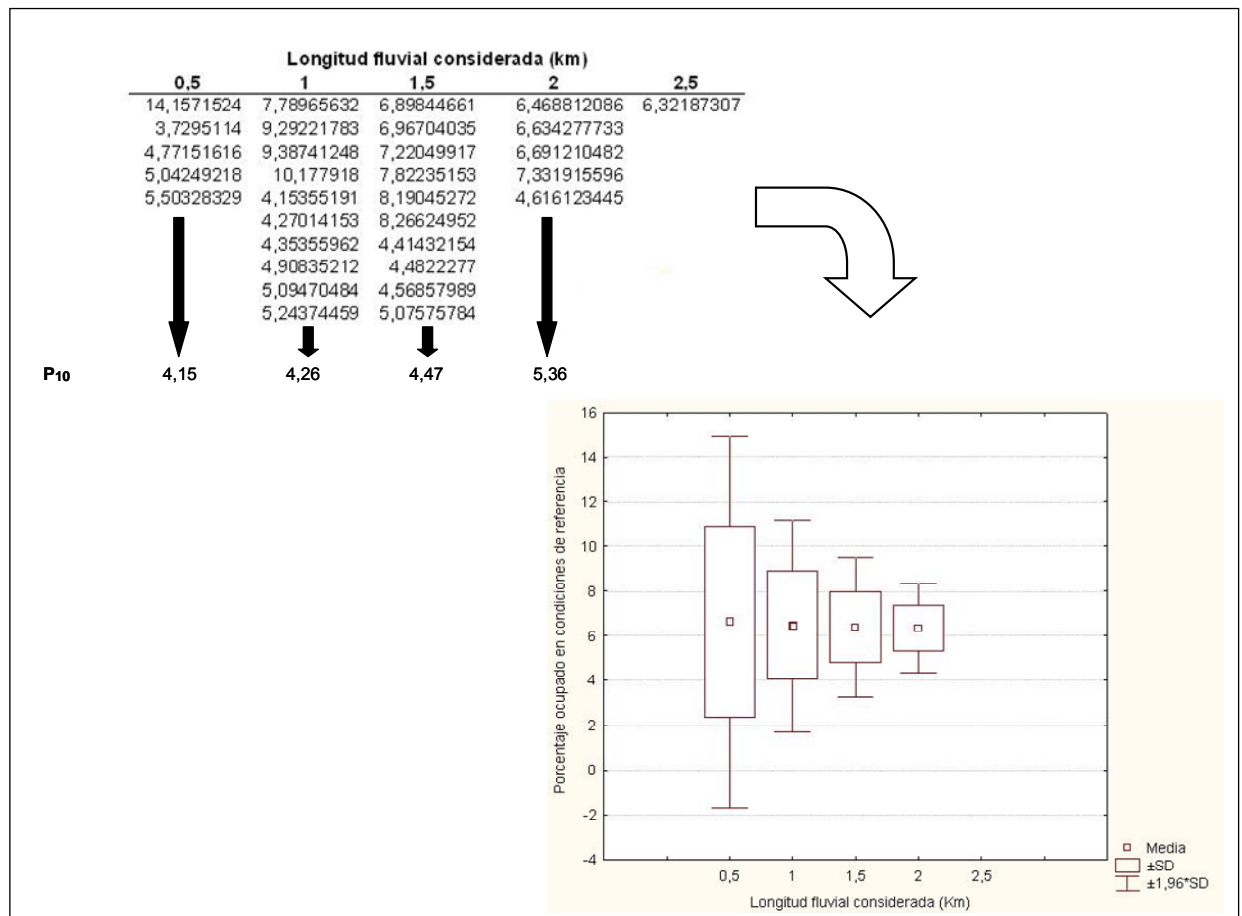 Longitud fluvial considerada (km)
0,5 1 1,5 2 2,5
14,1571524 7,78965632 6,89844661 6,468812086 6,32187307
3,7295114 9,29221783 6,96704035 6,634277733
4,77151616 9,38741248 7,22049917 6,691210482
5,04249218 10,177918 7,82235153 7,331915596
5,50328329 4,15355191 8,19045272 4,616123445
4,27014153 8,26624952
4,35355962 4,41432154
4,90835212 4,4822277
5,09470484 4,56857989
5,24374459 5,07575784
P10 4,15 4,26 4,47 5,36
Porcentaje ocupado en condiciones de referencia
16
14
12
10
8
6
4
2
0
-2
-4
0,5 1 1,5 2 2,5
Longitud fluvial considerada (Km)
Media
±SD
±1,96*SD